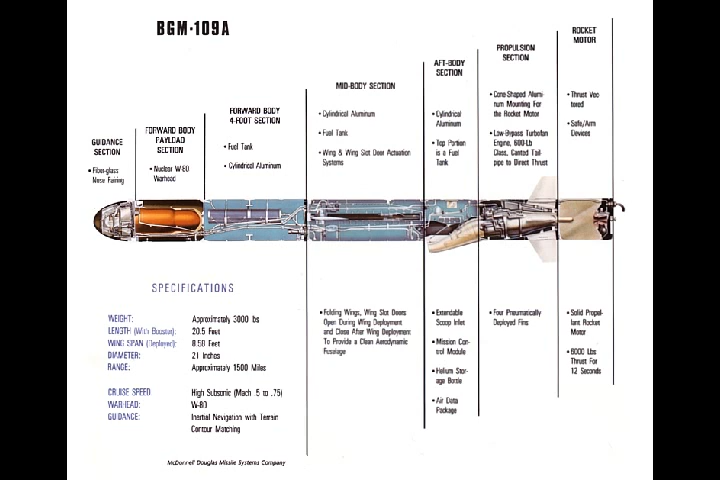 BGM-109A
GUIDANCE
SECTION
• Fiber-glass
Nose Fairing
FORWARD BODY
PAYLOAD
SECTION
• Nuclear W-80
Warhead
FORWARD BODY
4-FOOT SECTION
• Fuel Tank
• Cylindrical Aluminum
MID-BODY SECTION
• Cylindrical Aluminum
• Fuel Tank
• Wing & Wing Slot Door Actuation
Systems
AFT-BODY
SECTION
• Cylindrical
Aluminum
• Top Portion
is a Fuel
Tank
PROPULSION
SECTION
• Cone-Shaped Alumi-
num Mounting For
the Rocket Motor
• Low-Bypass Turbofan
Engine, 600-Lb
Class, Canted Tail-
pipe to Direct Thrust
ROCKET
MOTOR
• Thrust Vec-
tored
• Safe/Arm
Devices
• Folding Wings, Wing Slot Doors
Open During Wing Deployment
and Close After Wing Deployment
To Provide a Clean Aerodynamic
Fuselage
• Extendable
Scoop Inlet
• Mission Con-
trol Module
• Helium Stor-
age Bottle
• Air Data
Package
• Four Pneumatically
Deployed Fins
• Solid Propel-
lant Rocket
Motor
• 6000 Lbs
Thrust For
12 Seconds
SPECIFICATIONS
WEIGHT: Approximately 3000 lbs
LENGTH (With Booster): 20.5 Feet
WING SPAN (Deployed): 8.58 Feet
DIAMETER: 21 Inches
RANGE: Approximately 1500 Miles
CRUISE SPEED: High Subsonic (Mach .5 to .75)
WARHEAD: W-80
GUIDANCE: Inertial Navigation with Terrain
Contour Matching
McDonnell Douglas Missile Systems Company